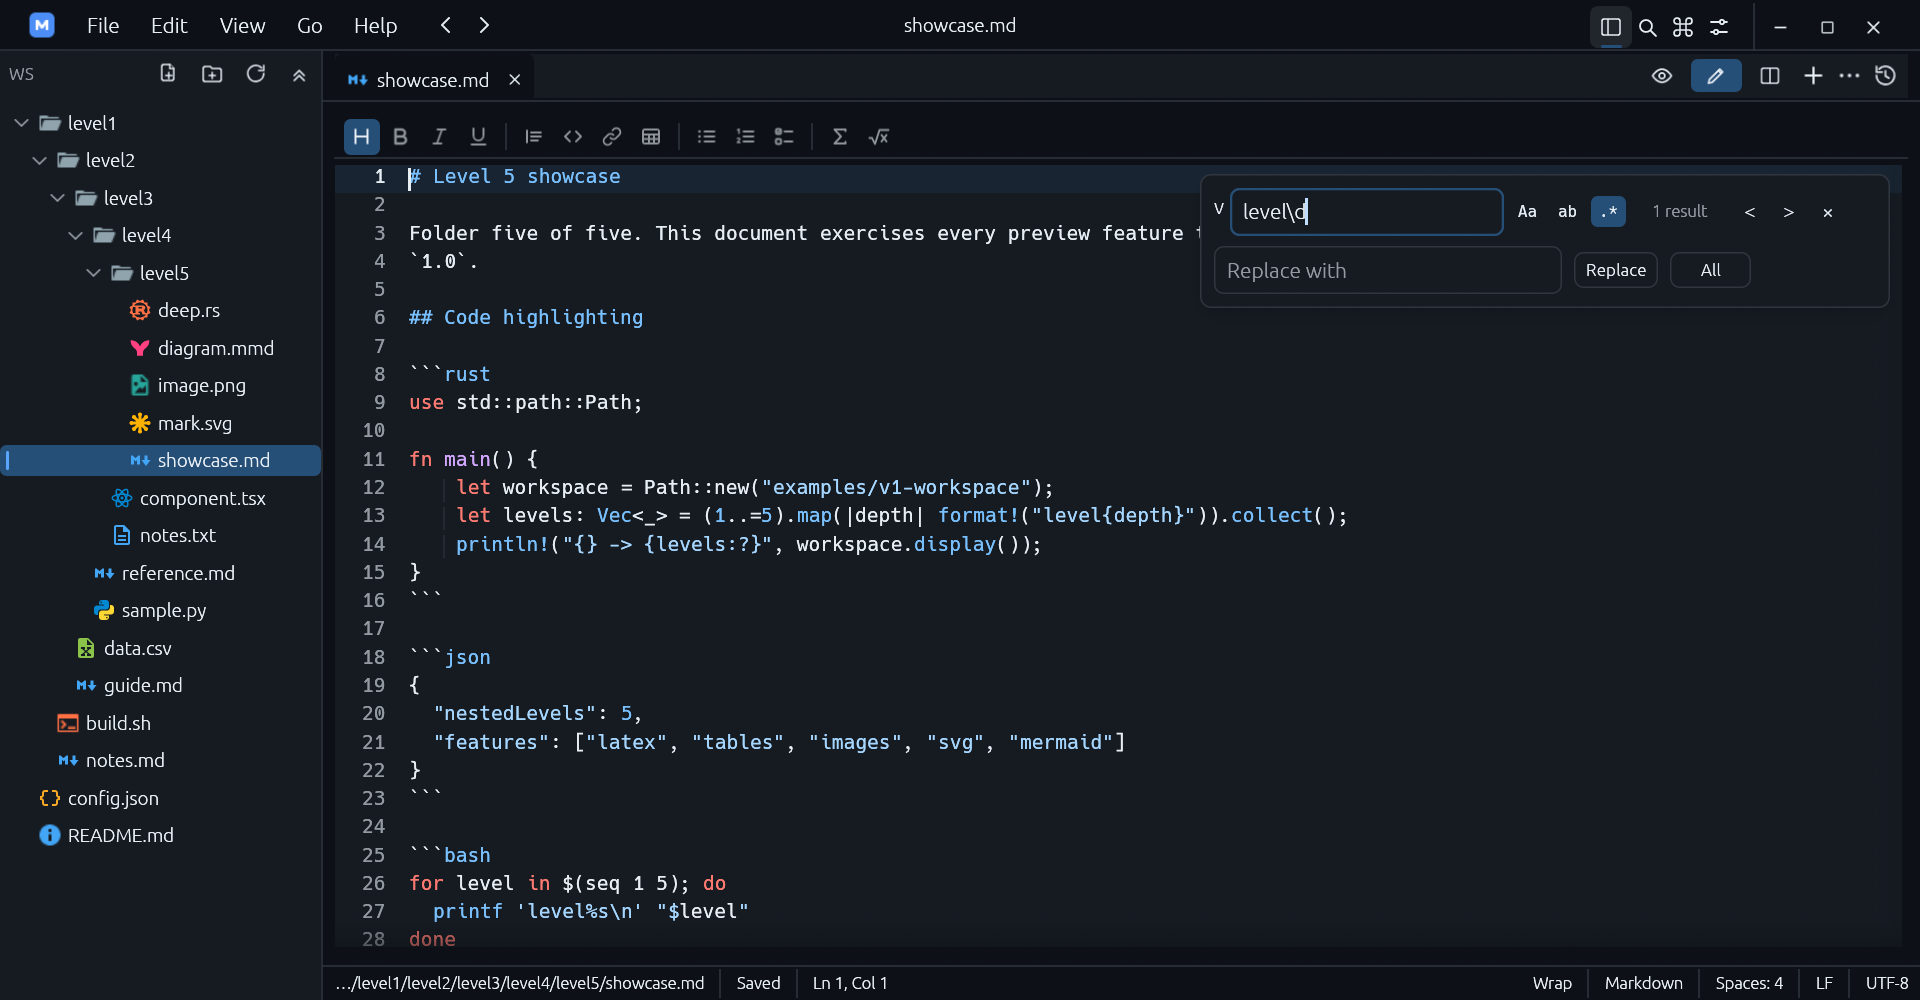 M File Edit View Go Help showcase.md
WS
showcase.md
level1
level2
level3
level4
level5
deep.rs
diagram.mmd
image.png
mark.svg
showcase.md
component.tsx
notes.txt
reference.md
sample.py
data.csv
guide.md
build.sh
notes.md
config.json
README.md
H B I U
1 # Level 5 showcase
2
3 Folder five of five. This document exercises every preview feature
4 `1.0`.
5
6 ## Code highlighting
7
8 ```rust
9 use std::path::Path;
10
11 fn main() {
12     let workspace = Path::new("examples/v1-workspace");
13     let levels: Vec<_> = (1..=5).map(|depth| format!("level{depth}")).collect();
14     println!("{} -> {levels:?}", workspace.display());
15 }
16 ```
17
18 ```json
19 {
20   "nestedLevels": 5,
21   "features": ["latex", "tables", "images", "svg", "mermaid"]
22 }
23 ```
24
25 ```bash
26 for level in $(seq 1 5); do
27   printf 'level%s\n' "$level"
28 done
v level\d Aa ab .* 1 result < > ×
Replace with Replace All
…/level1/level2/level3/level4/level5/showcase.md Saved Ln 1, Col 1 Wrap Markdown Spaces: 4 LF UTF-8